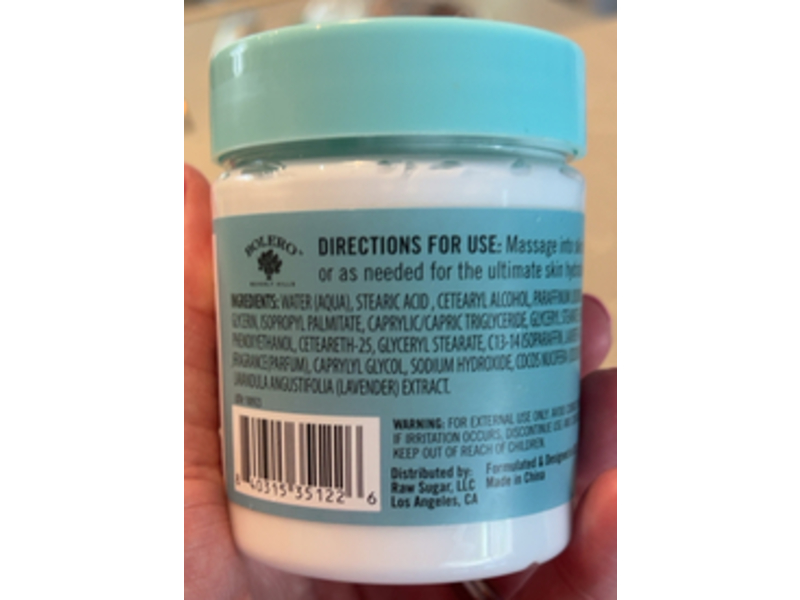 BOLERO
BEVERLY HILLS
DIRECTIONS FOR USE: Massage into
or as needed for the ultimate skin
INGREDIENTS: WATER (AQUA), STEARIC ACID, CETEARYL ALCOHOL, PARAFFINUM
GLYCERIN, ISOPROPYL PALMITATE, CAPRYLIC/CAPRIC TRIGLYCERIDE, GLYCERYL
PHENOXYETHANOL, CETEARETH-25, GLYCERYL STEARATE, C13-14 ISOPARAFFIN,
(FRAGRANCE/PARFUM), CAPRYLYL GLYCOL, SODIUM HYDROXIDE, COCOS NUCIFERA
LAVANDULA ANGUSTIFOLIA (LAVENDER) EXTRACT.
WARNING: FOR EXTERNAL USE ONLY. AVOID
IF IRRITATION OCCURS, DISCONTINUE USE AND
KEEP OUT OF REACH OF CHILDREN.
Distributed by:
Raw Sugar, LLC
Los Angeles, CA
Formulated & Designed
Made in China
8 40315 35122 6